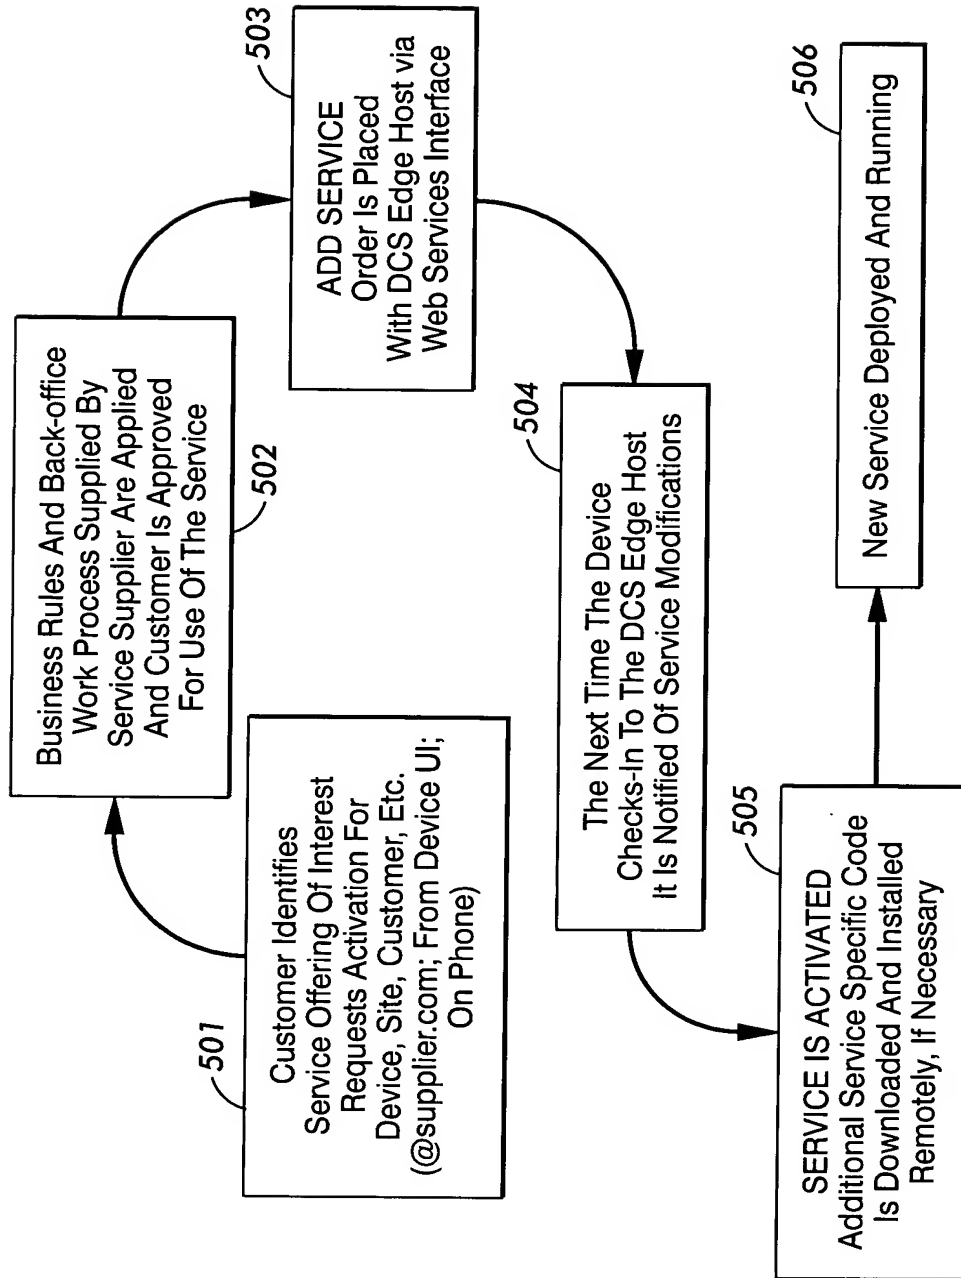 501
Customer Identifies
Service Offering Of Interest
Requests Activation For
Device, Site, Customer, Etc.
(@supplier.com; From Device UI;
On Phone)
Business Rules And Back-office
Work Process Supplied By
Service Supplier Are Applied
And Customer Is Approved
For Use Of The Service
502
503
ADD SERVICE
Order Is Placed
With DCS Edge Host via
Web Services Interface
504
The Next Time The Device
Checks-In To The DCS Edge Host
It Is Notified Of Service Modifications
505
SERVICE IS ACTIVATED
Additional Service Specific Code
Is Downloaded And Installed
Remotely, If Necessary
506
New Service Deployed And Running